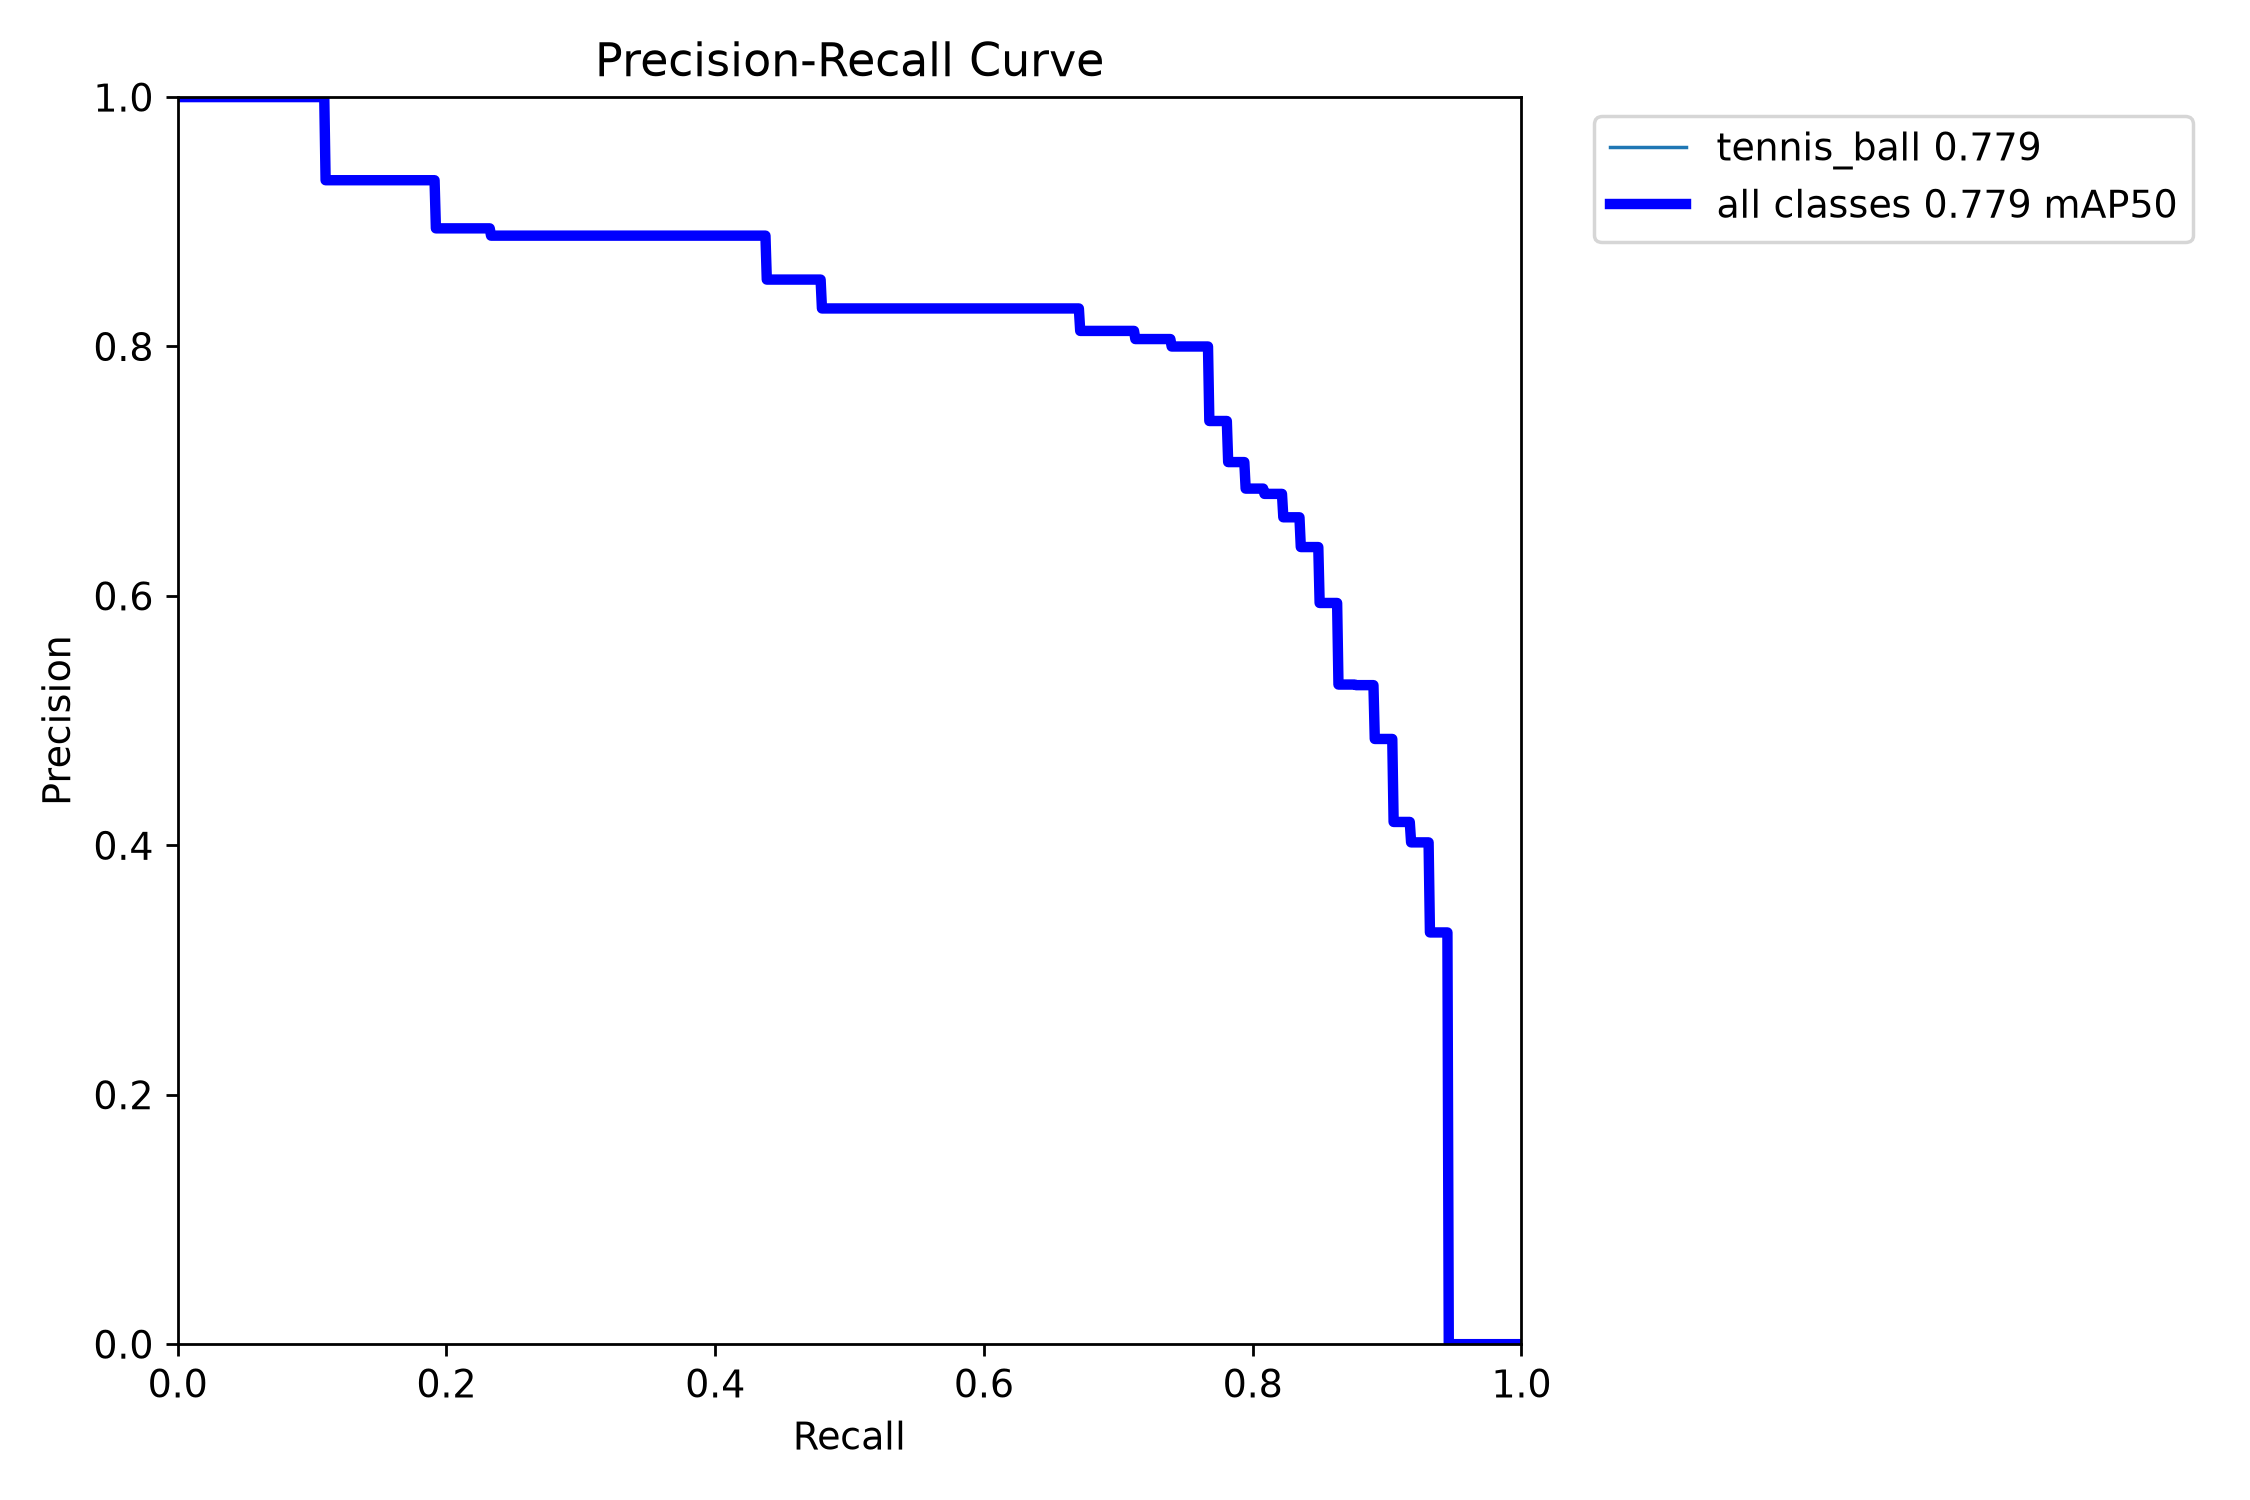 Precision-Recall Curve
1.0
0.8
0.6
0.4
0.2
0.0
Precision
0.0 0.2 0.4 0.6 0.8 1.0
Recall
tennis_ball 0.779
all classes 0.779 mAP50